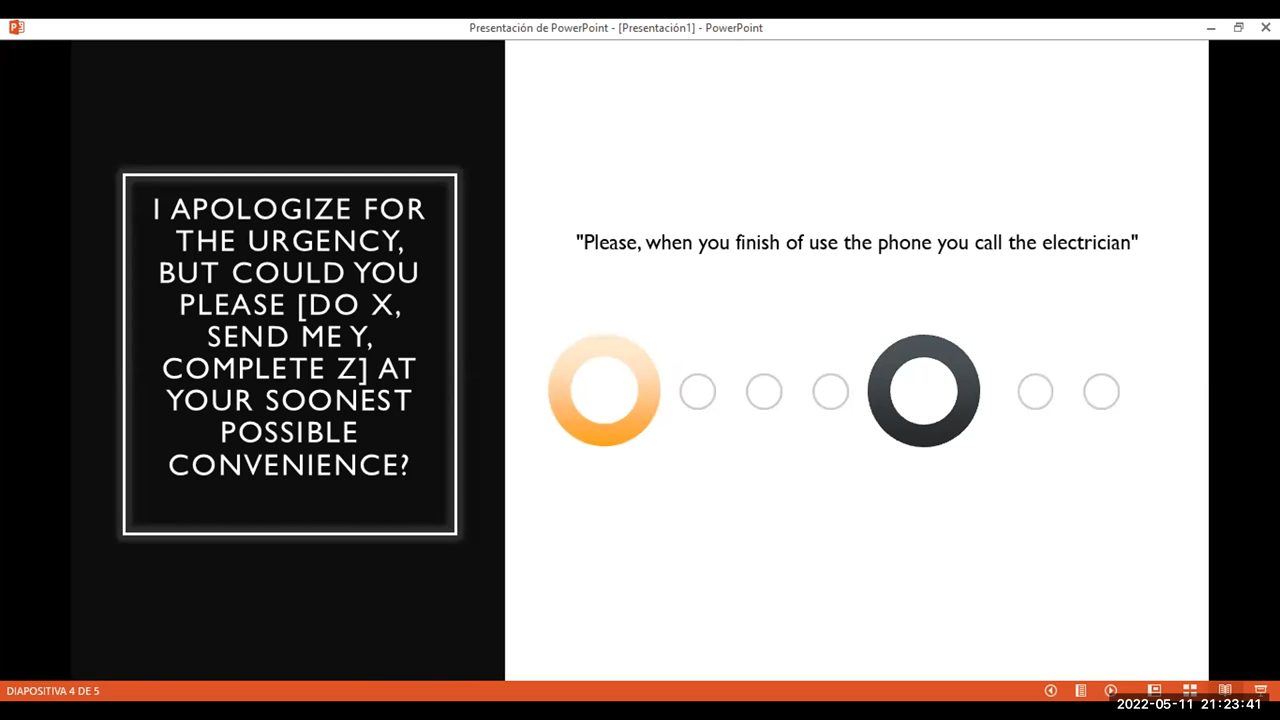 Presentación de PowerPoint - [Presentación1] - PowerPoint
I APOLOGIZE FOR
THE URGENCY,
BUT COULD YOU
PLEASE [DO X,
SEND ME Y,
COMPLETE Z] AT
YOUR SOONEST
POSSIBLE
CONVENIENCE?
"Please, when you finish of use the phone you call the electrician"
DIAPOSITIVA 4 DE 5
2022-05-11 21:23:41